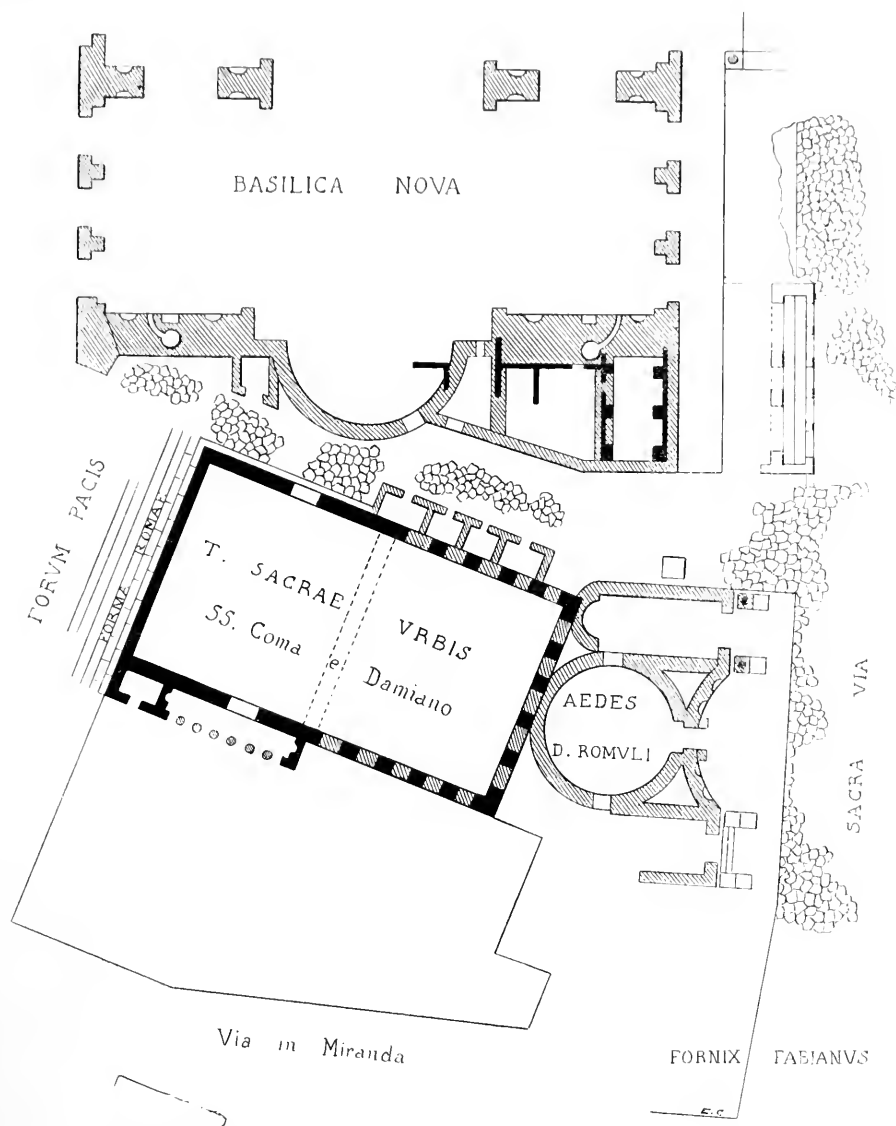 BASILICA NOVA
FORVM PACIS
FORMA ROMAE
T. SACRAE VRBIS
SS. Coma e Damiano
AEDES
D. ROMVLI
SACRA VIA
Via in Miranda
FORNIX FABIANVS
E.C.